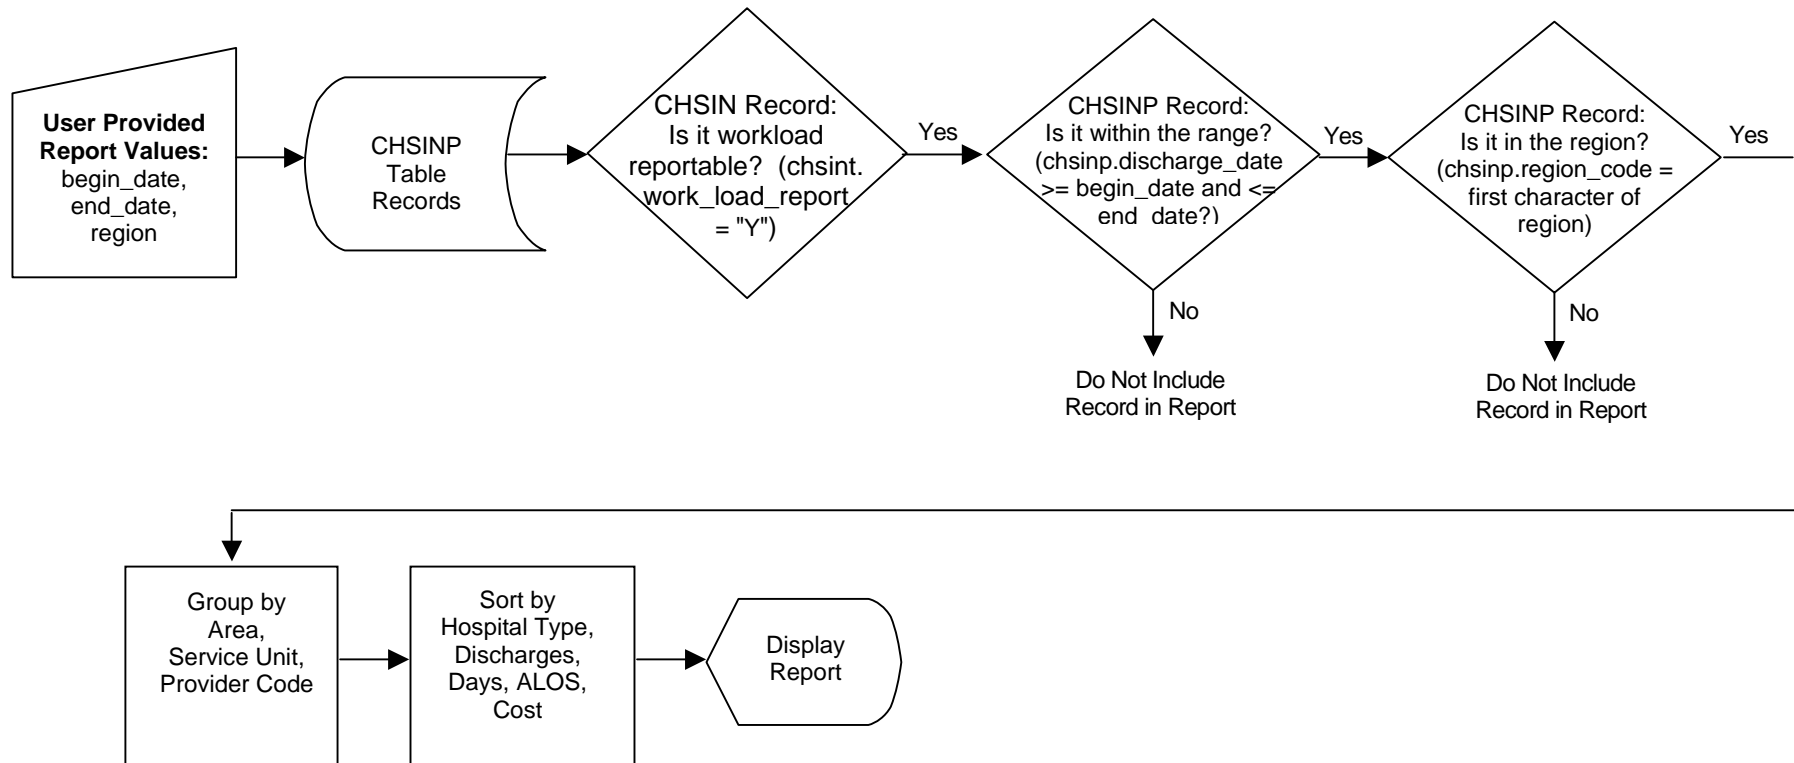 User Provided
Report Values:
begin_date,
end_date,
region
CHSINP
Table
Records
CHSIN Record:
Is it workload
reportable? (chsint.
work_load_report
= "Y")
Yes
CHSINP Record:
Is it within the range?
(chsinp.discharge_date
>= begin_date and <=
end_date?)
Yes
CHSINP Record:
Is it in the region?
(chsinp.region_code =
first character of
region)
Yes
No
Do Not Include
Record in Report
No
Do Not Include
Record in Report
Group by
Area,
Service Unit,
Provider Code
Sort by
Hospital Type,
Discharges,
Days, ALOS,
Cost
Display
Report